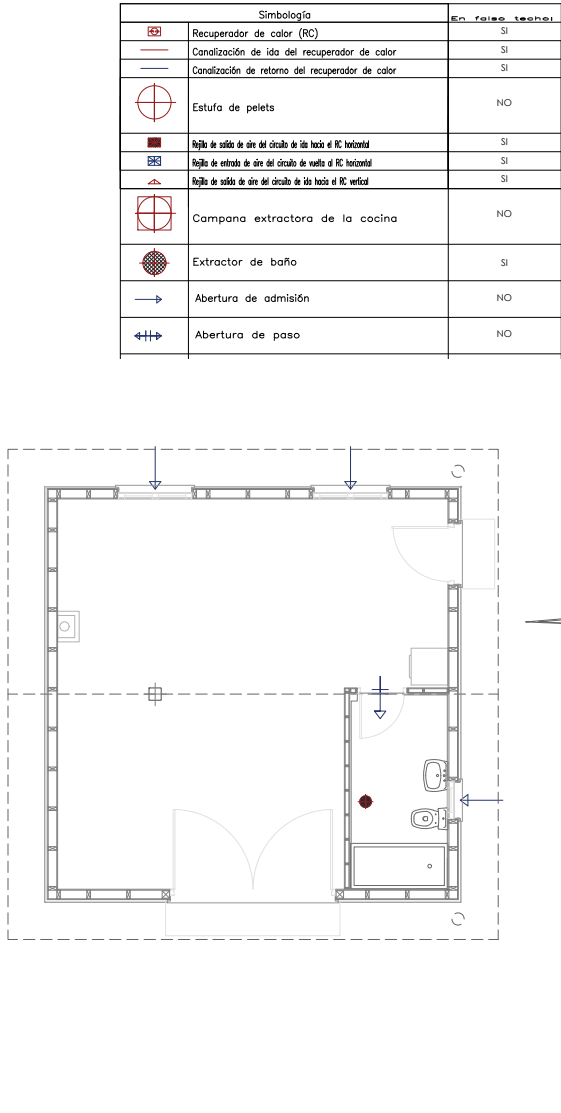 Simbología En falso techo:
Recuperador de calor (RC) SI
Canalización de ida del recuperador de calor SI
Canalización de retorno del recuperador de calor SI
Estufa de pelets NO
Rejilla de salida de aire del circuito de ida hacia el RC horizontal SI
Rejilla de entrada de aire del circuito de vuelta al RC horizontal SI
Rejilla de salida de aire del circuito de ida hacia el RC vertical SI
Campana extractora de la cocina NO
Extractor de baño SI
Abertura de admisión NO
Abertura de paso NO